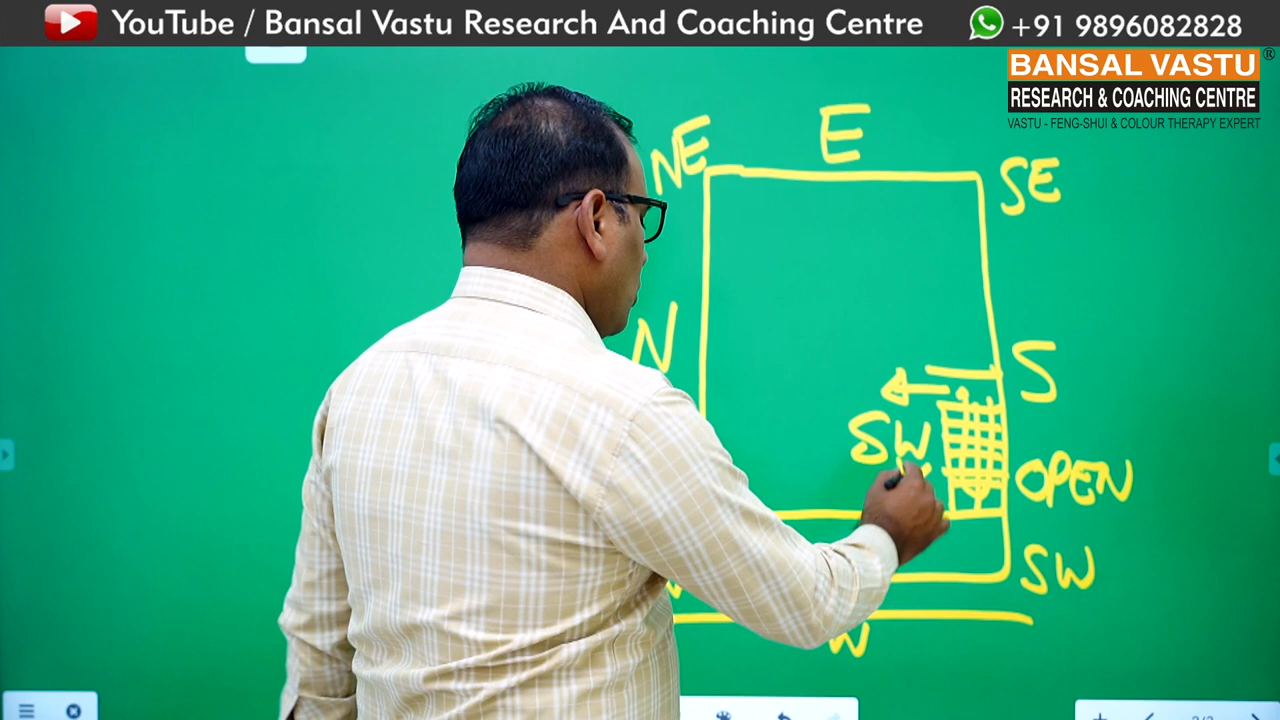 YouTube / Bansal Vastu Research And Coaching Centre
+91 9896082828
BANSAL VASTU ®
RESEARCH & COACHING CENTRE
VASTU - FENG-SHUI & COLOUR THERAPY EXPERT
NE
E
SE
N
S
SW
OPEN
SW
W